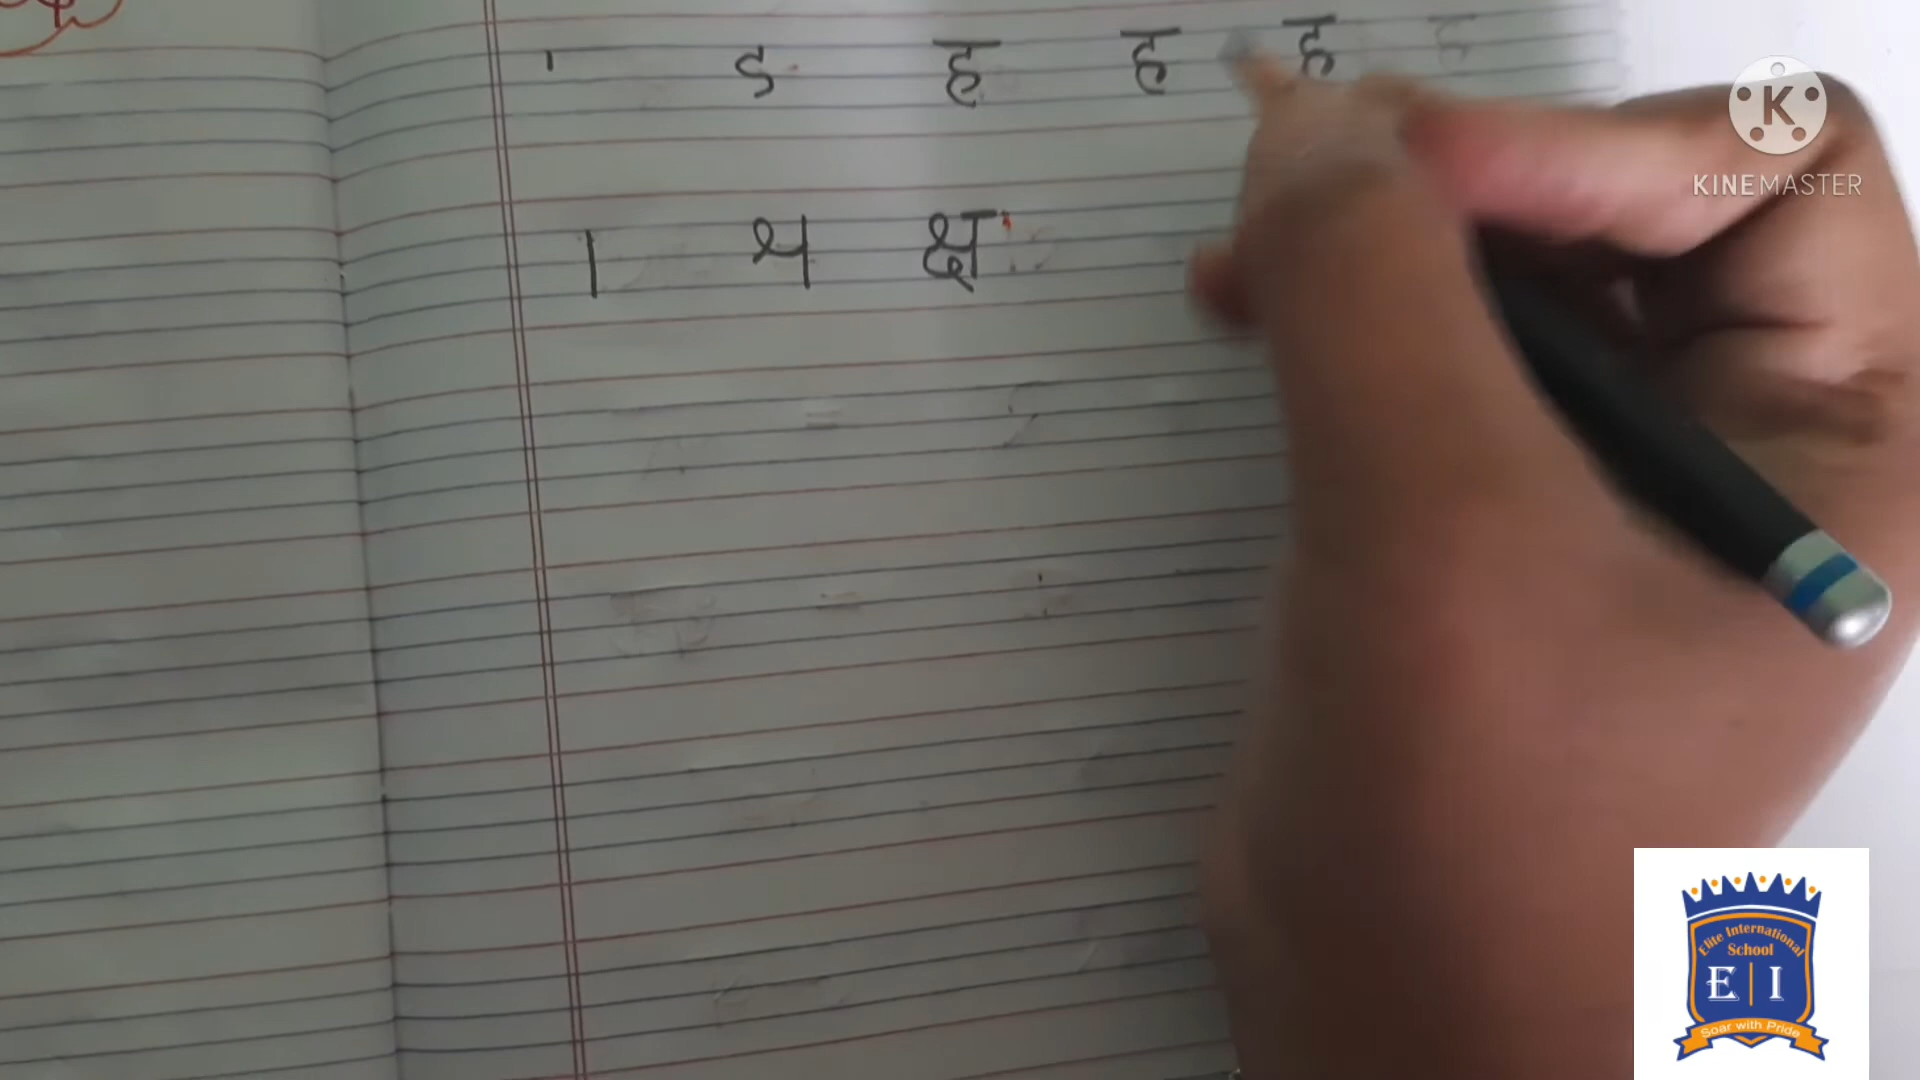 ' ऽ ह ह ह ह
। थ क्ष
KINEMASTER
Elite International
School
E I
Soar with Pride